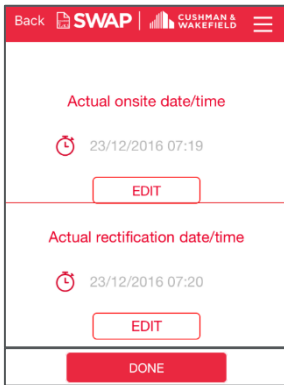 Back SWAP CUSHMAN & WAKEFIELD
Actual onsite date/time
23/12/2016 07:19
EDIT
Actual rectification date/time
23/12/2016 07:20
EDIT
DONE